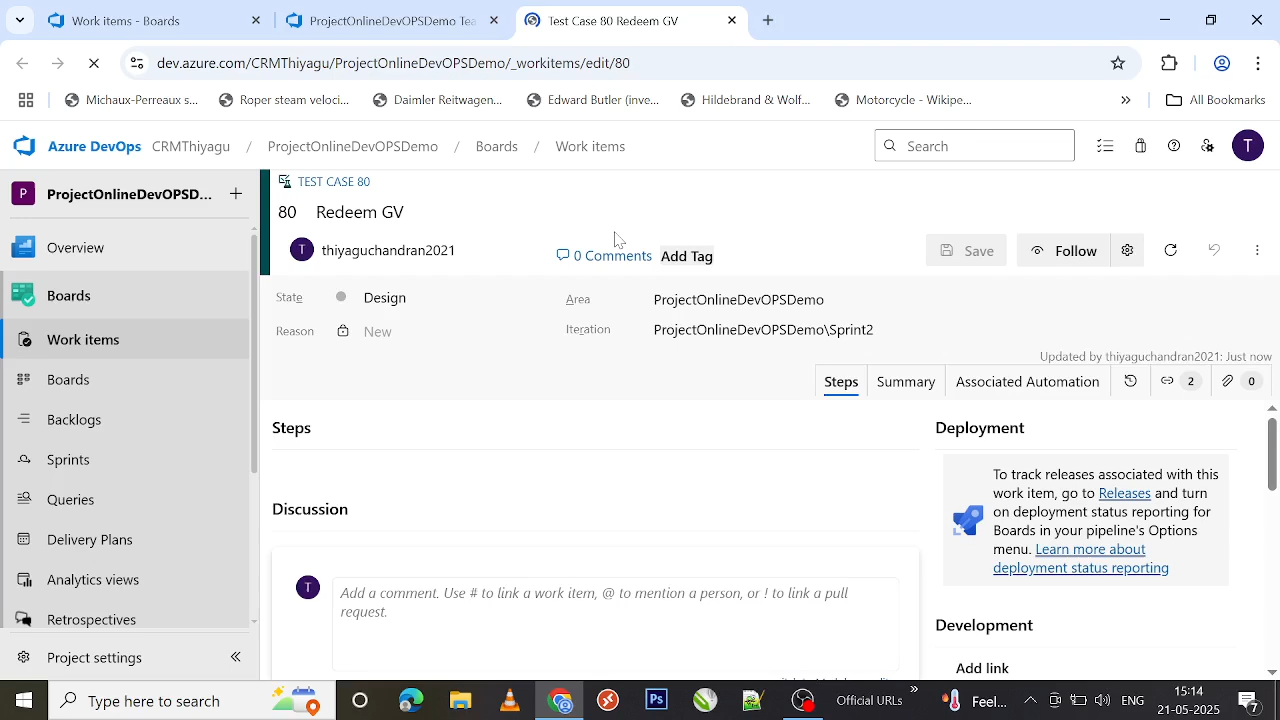 Work items - Boards
ProjectOnlineDevOPSDemo Tea
Test Case 80 Redeem GV
dev.azure.com/CRMThiyagu/ProjectOnlineDevOPSDemo/_workitems/edit/80
Michaux-Perreaux s...
Roper steam veloci...
Daimler Reitwagen...
Edward Butler (inve...
Hildebrand & Wolf...
Motorcycle - Wikipe...
»
All Bookmarks
Azure DevOps CRMThiyagu / ProjectOnlineDevOPSDemo / Boards / Work items
Search
T
P ProjectOnlineDevOPSD... +
Overview
Boards
Work items
Boards
Backlogs
Sprints
Queries
Delivery Plans
Analytics views
Retrospectives
Project settings
TEST CASE 80
80 Redeem GV
T thiyaguchandran2021
0 Comments
Add Tag
Save
Follow
State Design
Reason New
Area ProjectOnlineDevOPSDemo
Iteration ProjectOnlineDevOPSDemo\Sprint2
Updated by thiyaguchandran2021: Just now
Steps Summary Associated Automation 2 0
Steps
Discussion
T
Add a comment. Use # to link a work item, @ to mention a person, or ! to link a pull
request.
Deployment
To track releases associated with this
work item, go to Releases and turn
on deployment status reporting for
Boards in your pipeline's Options
menu. Learn more about
deployment status reporting
Development
Add link
Type here to search
Ps
Official URLs
»
Feel...
ENG
15:14
21-05-2025
7